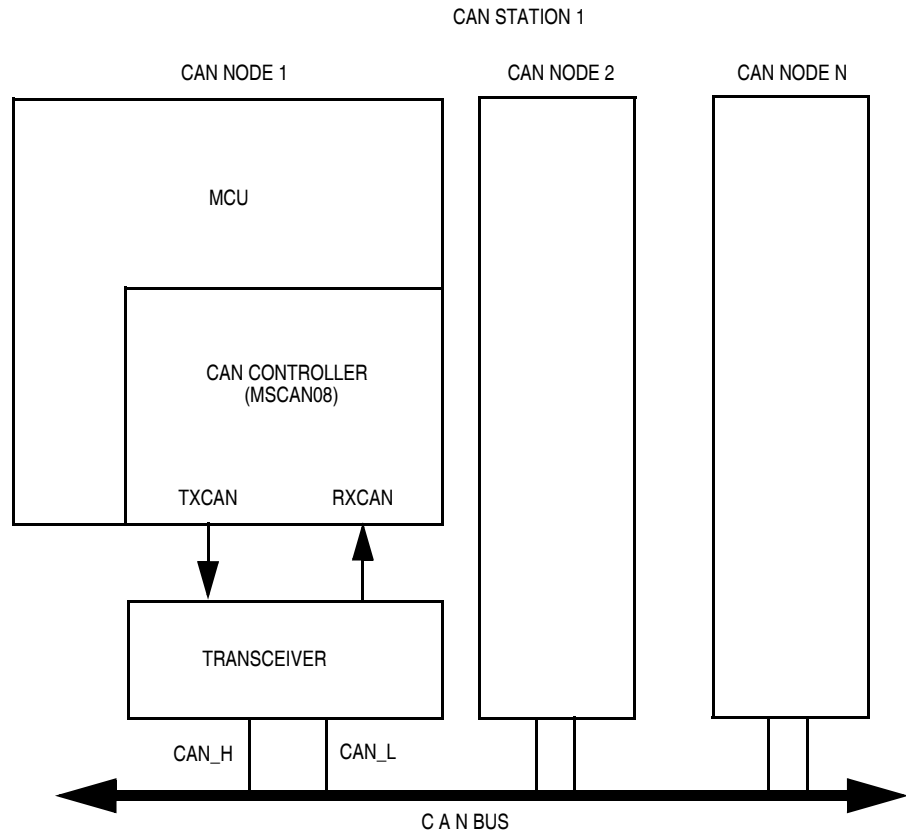 CAN STATION 1
CAN NODE 1
CAN NODE 2
CAN NODE N
MCU
CAN CONTROLLER
(MSCAN08)
TXCAN
RXCAN
TRANSCEIVER
CAN_H
CAN_L
C A N BUS